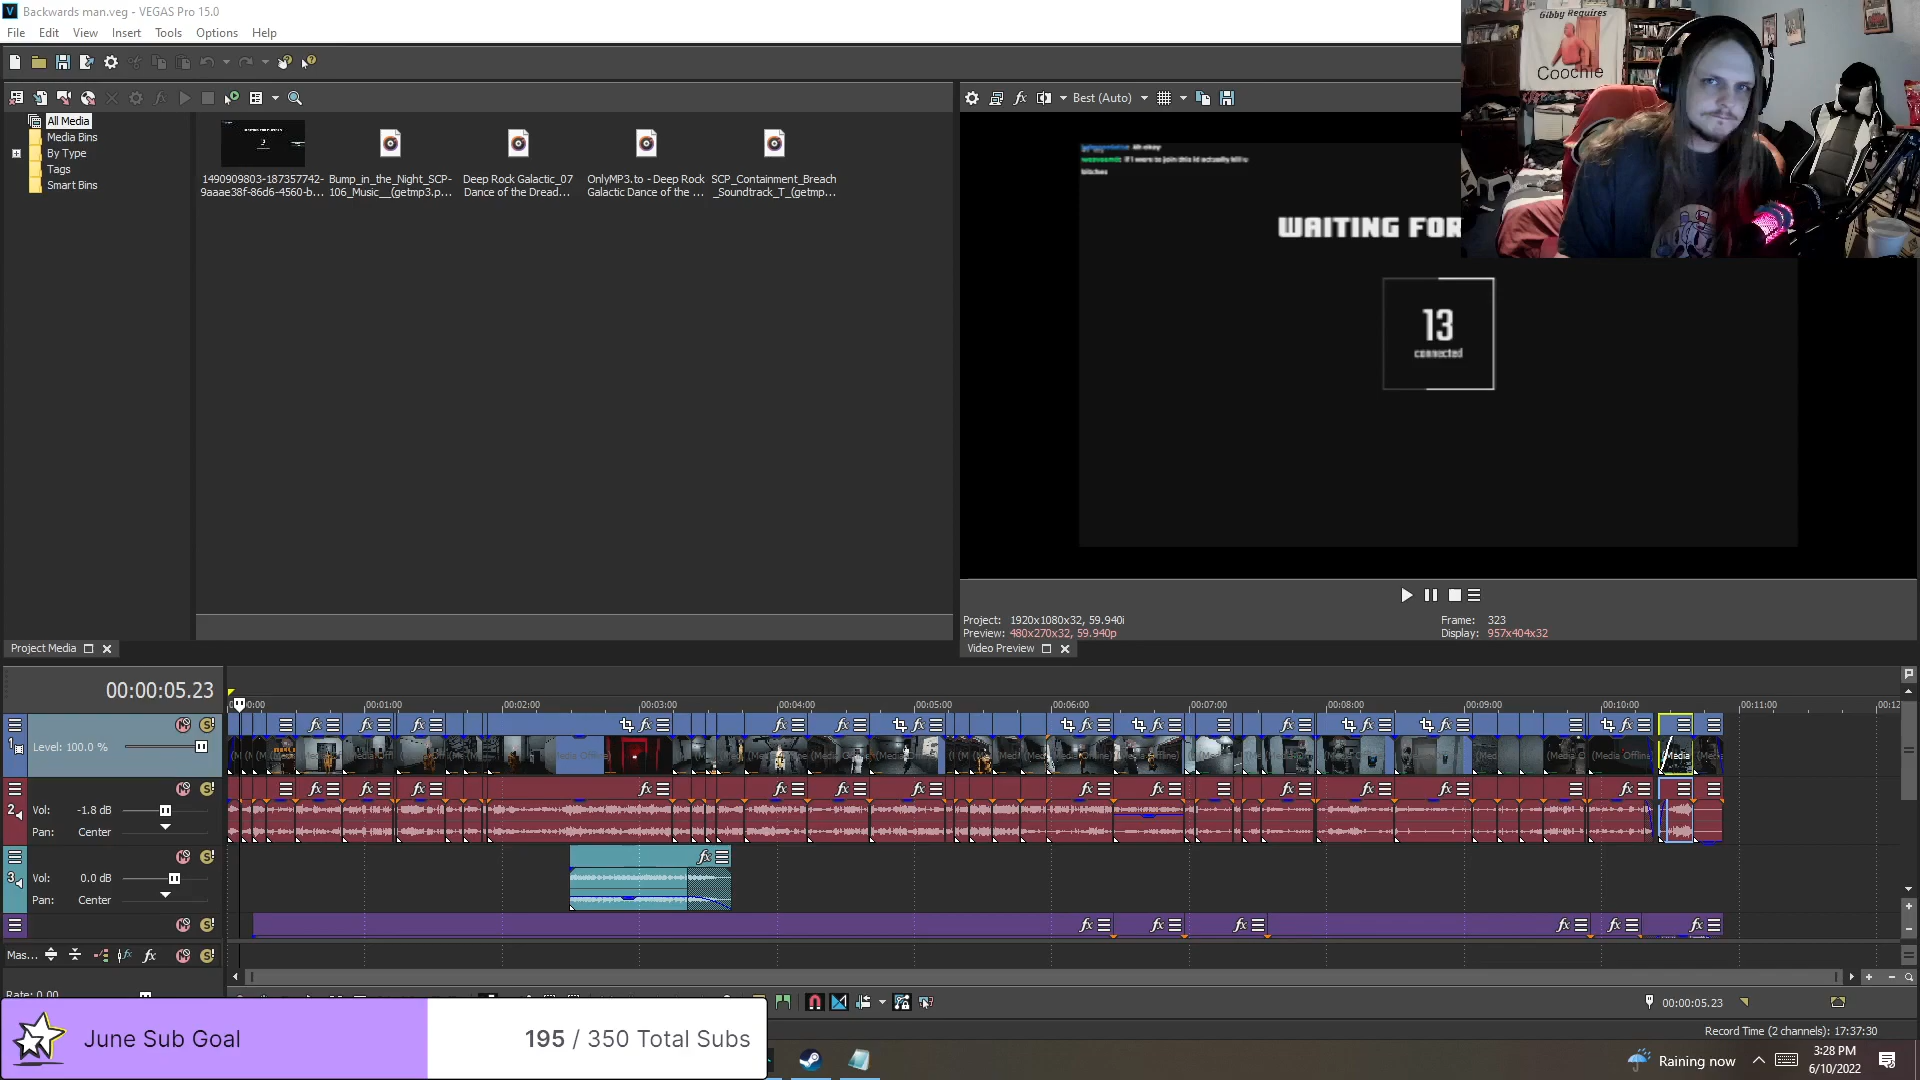 Backwards man.veg - VEGAS Pro 15.0
File Edit View Insert Tools Options Help
Gibby Requires
Coochie
Best (Auto)
All Media
Media Bins
By Type
Tags
Smart Bins
1490909803-187357742-9aaae38f-86d6-4560-b...
Bump_in_the_Night_SCP-106_Music__(getmp3.p...
Deep Rock Galactic_07 Dance of the Dread...
OnlyMP3.to - Deep Rock Galactic Dance of the ...
SCP_Containment_Breach_Soundtrack_T_(getmp...
WAITING FOR
13
connected
Project: 1920x1080x32, 59.940i
Preview: 480x270x32, 59.940p
Frame: 323
Display: 957x404x32
Project Media
Video Preview
00:00:05.23
00:01:00 00:02:00 00:03:00 00:04:00 00:05:00 00:06:00 00:07:00 00:08:00 00:09:00 00:10:00 00:11:00 00:12
1
Level: 100.0 %
2
Vol: -1.8 dB
Pan: Center
3
Vol: 0.0 dB
Pan: Center
Mas...
Rate: 0.00
00:00:05.23
Record Time (2 channels): 17:37:30
June Sub Goal
195 / 350 Total Subs
Raining now
3:28 PM
6/10/2022